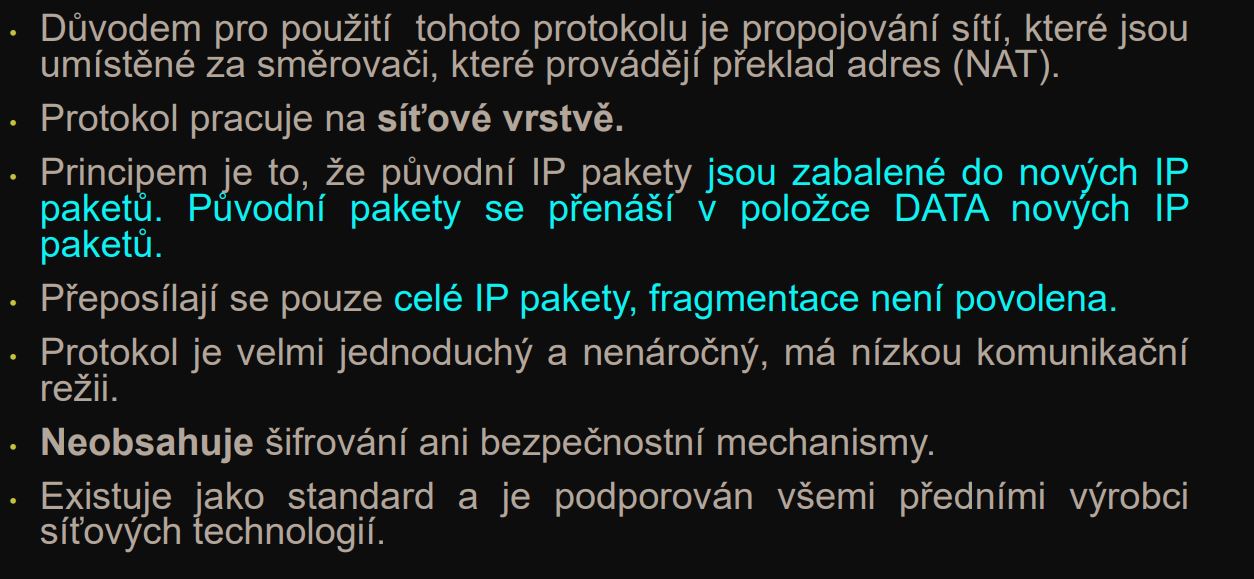 • Důvodem pro použití  tohoto protokolu je propojování sítí, které jsou
umístěné za směrovači, které provádějí překlad adres (NAT).
• Protokol pracuje na síťové vrstvě.
• Principem je to, že původní IP pakety jsou zabalené do nových IP
paketů. Původní pakety se přenáší v položce DATA nových IP
paketů.
• Přeposílají se pouze celé IP pakety, fragmentace není povolena.
• Protokol je velmi jednoduchý a nenáročný, má nízkou komunikační
režii.
• Neobsahuje šifrování ani bezpečnostní mechanismy.
• Existuje jako standard a je podporován všemi předními výrobci
síťových technologií.